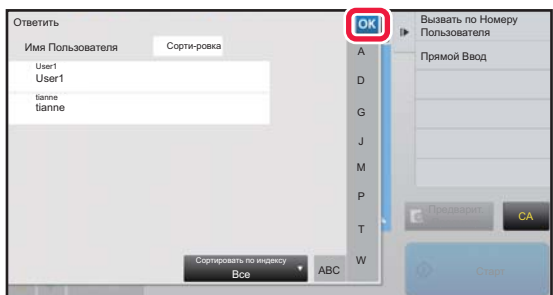 Ответить
OK
Имя Пользователя
Сорти-ровка
User1
User1
tianne
tianne
A
D
G
J
M
P
T
W
Сортировать по индексу
Все
ABC
Вызвать по Номеру
Пользователя
Прямой Ввод
Предварит.
CA
Старт